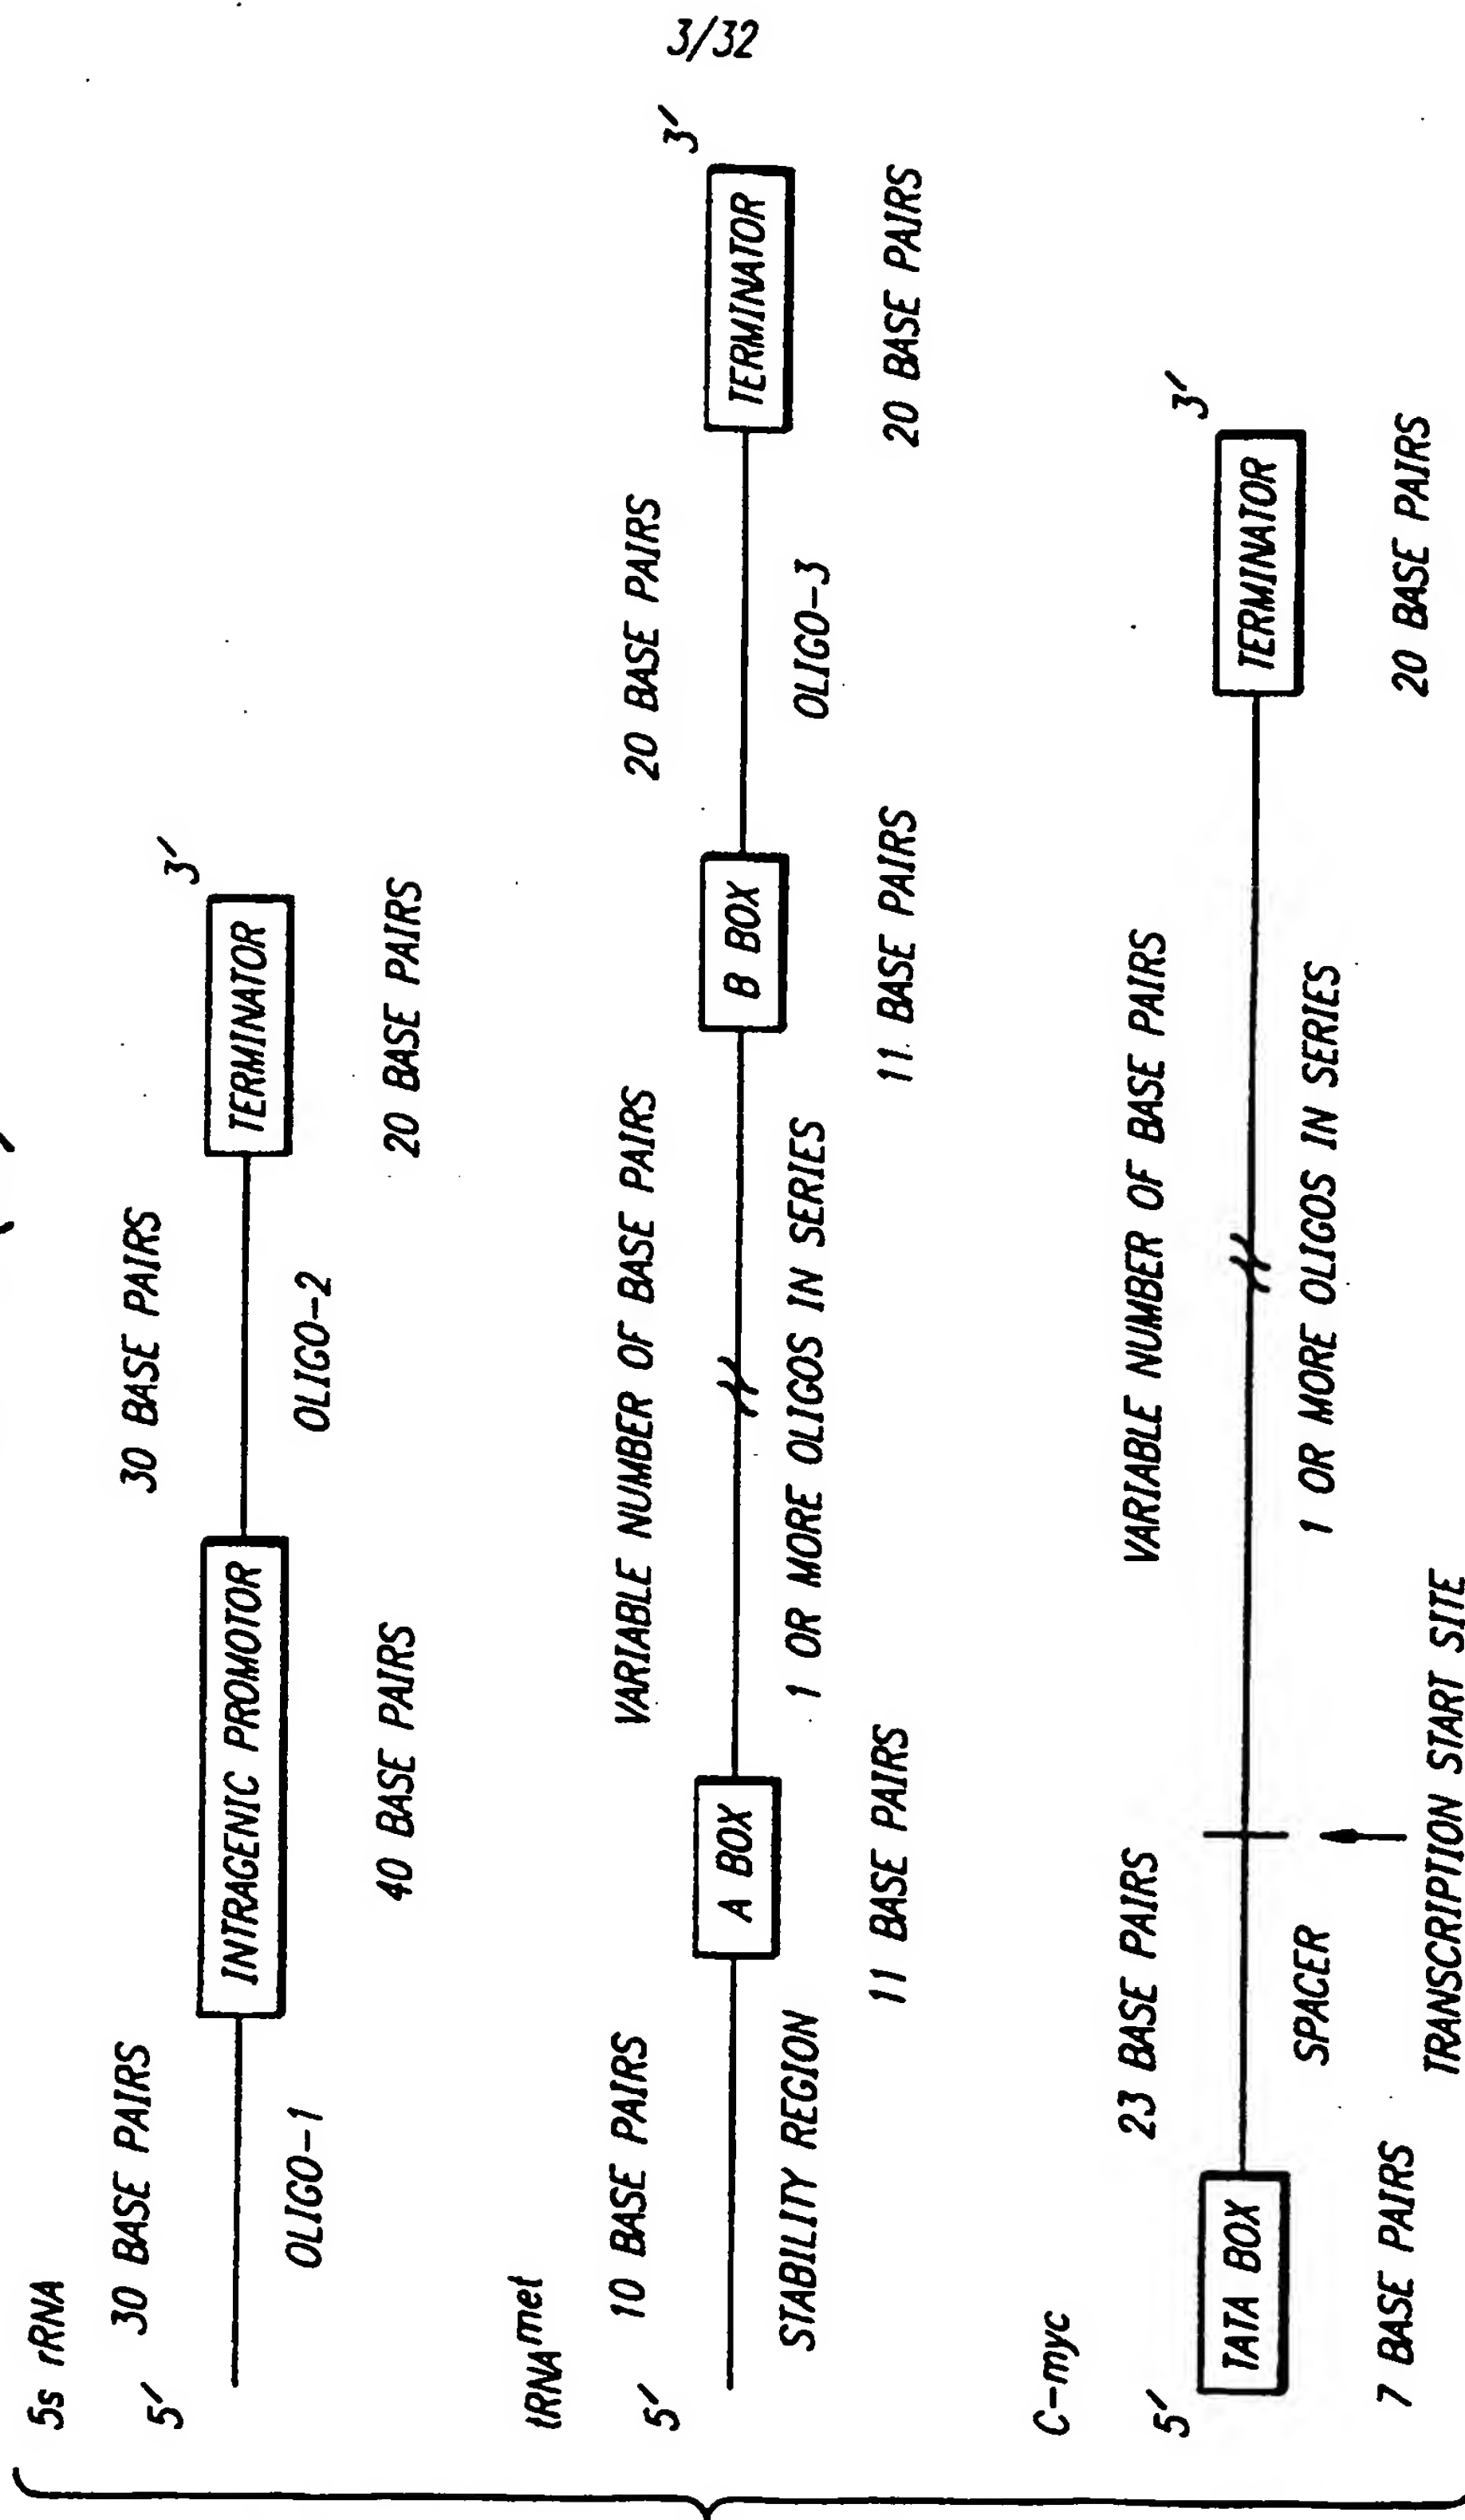 3/32
5s rRNA
5'
30 BASE PAIRS
30 BASE PAIRS
3'
INTRAGENIC PROMOTOR
TERMINATOR
OLIGO-1
OLIGO-2
40 BASE PAIRS
20 BASE PAIRS
tRNAmet
5'
10 BASE PAIRS
VARIABLE NUMBER OF BASE PAIRS
20 BASE PAIRS
3'
A BOX
B BOX
TERMINATOR
STABILITY REGION
1 OR MORE OLIGOS IN SERIES
OLIGO-3
11 BASE PAIRS
11 BASE PAIRS
20 BASE PAIRS
C-myc
5'
23 BASE PAIRS
VARIABLE NUMBER OF BASE PAIRS
3'
TATA BOX
TERMINATOR
SPACER
1 OR MORE OLIGOS IN SERIES
7 BASE PAIRS
20 BASE PAIRS
TRANSCRIPTION START SITE